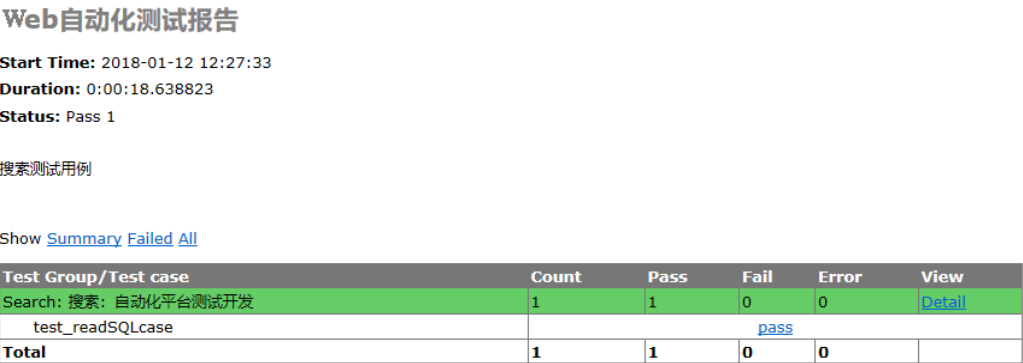 Web自动化测试报告
Start Time: 2018-01-12 12:27:33
Duration: 0:00:18.638823
Status: Pass 1
搜索测试用例
Show Summary Failed All
Test Group/Test case Count Pass Fail Error View
Search: 搜索：自动化平台测试开发 1 1 0 0 Detail
test_readSQLcase pass
Total 1 1 0 0